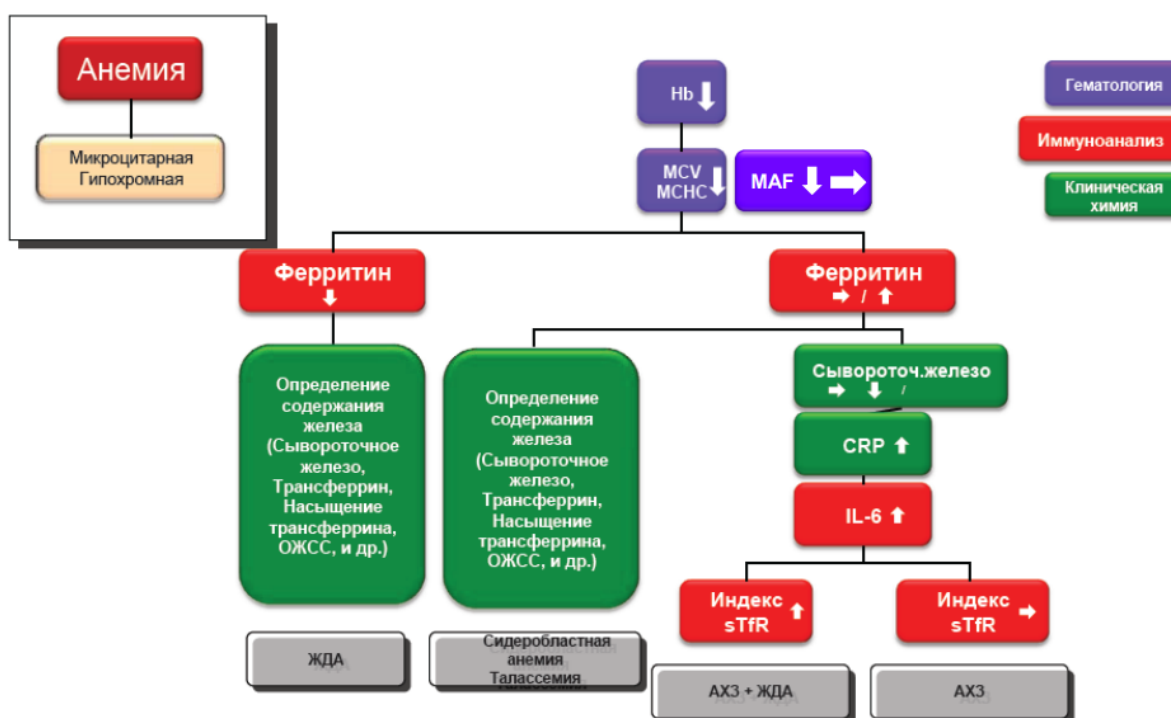 Анемия
Микроцитарная
Гипохромная
Hb
MCV
MCHC
MAF
Гематология
Иммуноанализ
Клиническая
химия
Ферритин
Ферритин
/
Определение
содержания
железа
(Сывороточное
железо,
Трансферрин,
Насыщение
трансферрина,
ОЖСС, и др.)
Определение
содержания
железа
(Сывороточное
железо,
Трансферрин,
Насыщение
трансферрина,
ОЖСС, и др.)
Сывороточ.железо
/
CRP
IL-6
Индекс
sTfR
Индекс
sTfR
ЖДА
Сидеробластная
анемия
Талассемия
АХЗ + ЖДА
АХЗ